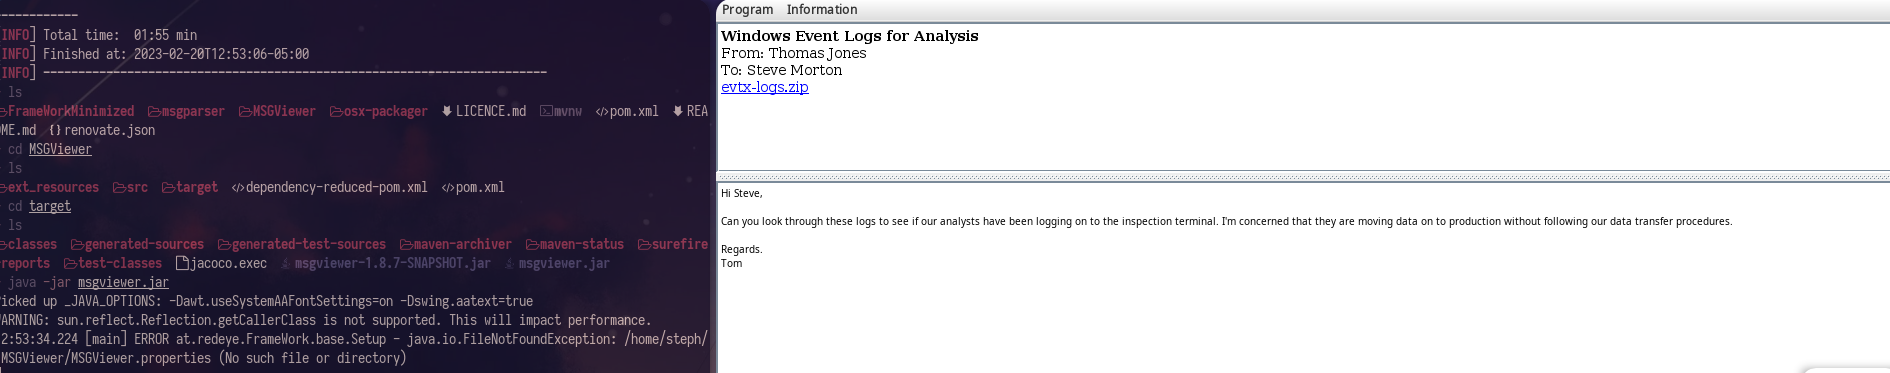 ------------
INFO] Total time:  01:55 min
INFO] Finished at: 2023-02-20T12:53:06-05:00
INFO] ------------------------------------------------------------------------
ls
FrameWorkMinimized msgparser MSGViewer osx-packager LICENCE.md mvnw pom.xml REA
ME.md renovate.json
cd MSGViewer
ls
ext_resources src target dependency-reduced-pom.xml pom.xml
cd target
ls
classes generated-sources generated-test-sources maven-archiver maven-status surefire
reports test-classes jacoco.exec msgviewer-1.8.7-SNAPSHOT.jar msgviewer.jar
java -jar msgviewer.jar
icked up _JAVA_OPTIONS: -Dawt.useSystemAAFontSettings=on -Dswing.aatext=true
ARNING: sun.reflect.Reflection.getCallerClass is not supported. This will impact performance.
2:53:34.224 [main] ERROR at.redeye.FrameWork.base.Setup - java.io.FileNotFoundException: /home/steph/
MSGViewer/MSGViewer.properties (No such file or directory)
Program Information
Windows Event Logs for Analysis
From: Thomas Jones
To: Steve Morton
evtx-logs.zip
Hi Steve,
Can you look through these logs to see if our analysts have been logging on to the inspection terminal. I'm concerned that they are moving data on to production without following our data transfer procedures.
Regards.
Tom